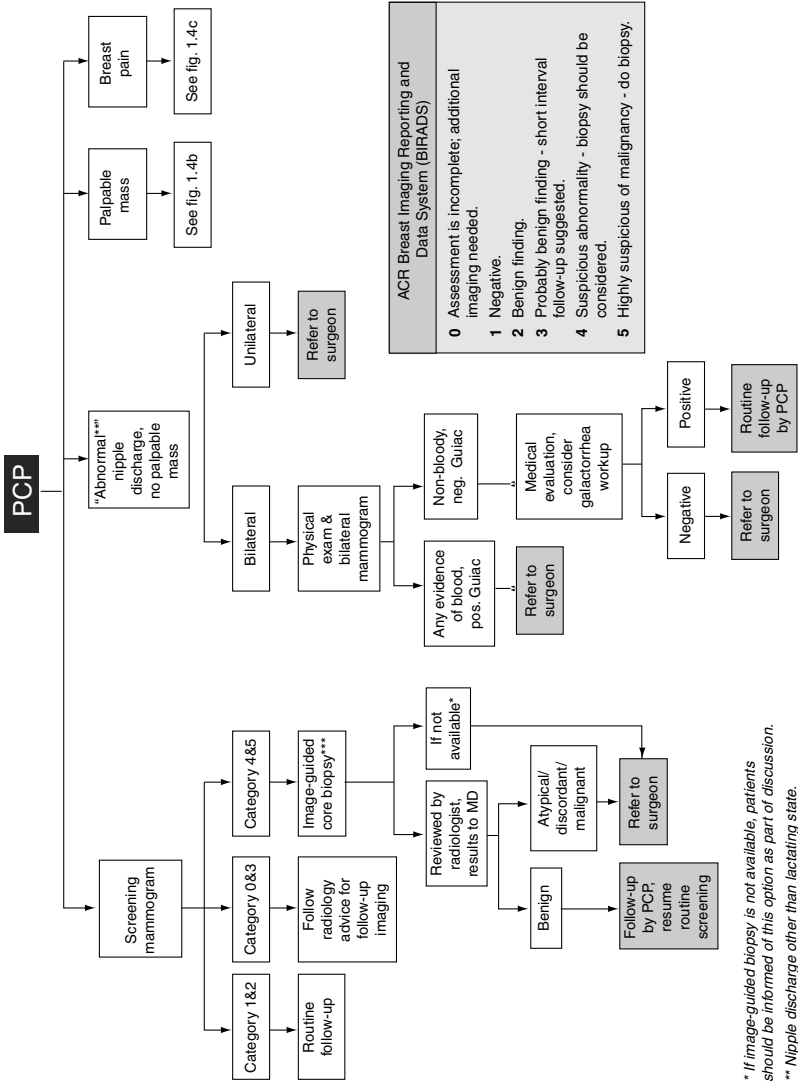 PCP
Screening
mammogram
Category 1&2
Routine
follow-up
Category 0&3
Follow
radiology
advice for
follow-up
imaging
Category 4&5
Image-guided
core biopsy***
Reviewed by
radiologist,
results to MD
If not
available*
Benign
Atypical/
discordant/
malignant
Follow-up
by PCP,
resume
routine
screening
Refer to
surgeon
“Abnormal**”
nipple
discharge,
no palpable
mass
Bilateral
Physical
exam &
bilateral
mammogram
Any evidence
of blood,
pos. Guiac
Refer to
surgeon
Non-bloody,
neg. Guiac
Medical
evaluation,
consider
galactorrhea
workup
Negative
Refer to
surgeon
Positive
Routine
follow-up
by PCP
Unilateral
Refer to
surgeon
Palpable
mass
See fig. 1.4b
Breast
pain
See fig. 1.4c
ACR Breast Imaging Reporting and
Data System (BIRADS)
0 Assessment is incomplete; additional
imaging needed.
1 Negative.
2 Benign finding.
3 Probably benign finding - short interval
follow-up suggested.
4 Suspicious abnormality - biopsy should be
considered.
5 Highly suspicious of malignancy - do biopsy.
* If image-guided biopsy is not available, patients
should be informed of this option as part of discussion.
** Nipple discharge other than lactating state.